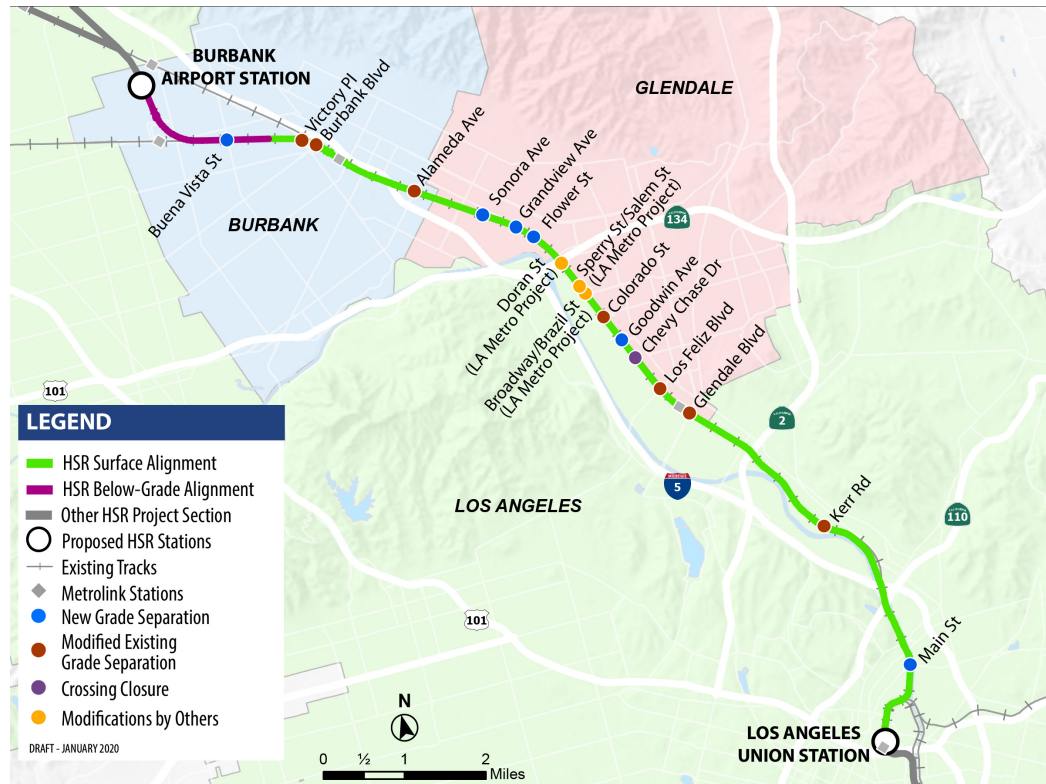 BURBANK
AIRPORT STATION
GLENDALE
Victory Pl
Burbank Blvd
Alameda Ave
Buena Vista St
BURBANK
Sonora Ave
Grandview Ave
Flower St
Sperry St/Salem St
(LA Metro Project)
CALIFORNIA
134
Doran St
(LA Metro Project)
Broadway/Brazil St
(LA Metro Project)
Colorado St
Goodwin Ave
Chevy Chase Dr
Los Feliz Blvd
Glendale Blvd
101
CALIFORNIA
2
LEGEND
HSR Surface Alignment
HSR Below-Grade Alignment
Other HSR Project Section
Proposed HSR Stations
Existing Tracks
Metrolink Stations
New Grade Separation
Modified Existing
Grade Separation
Crossing Closure
Modifications by Others
DRAFT - JANUARY 2020
LOS ANGELES
INTERSTATE
5
Kerr Rd
CALIFORNIA
110
101
Main St
N
0 ½ 1 2
Miles
LOS ANGELES
UNION STATION